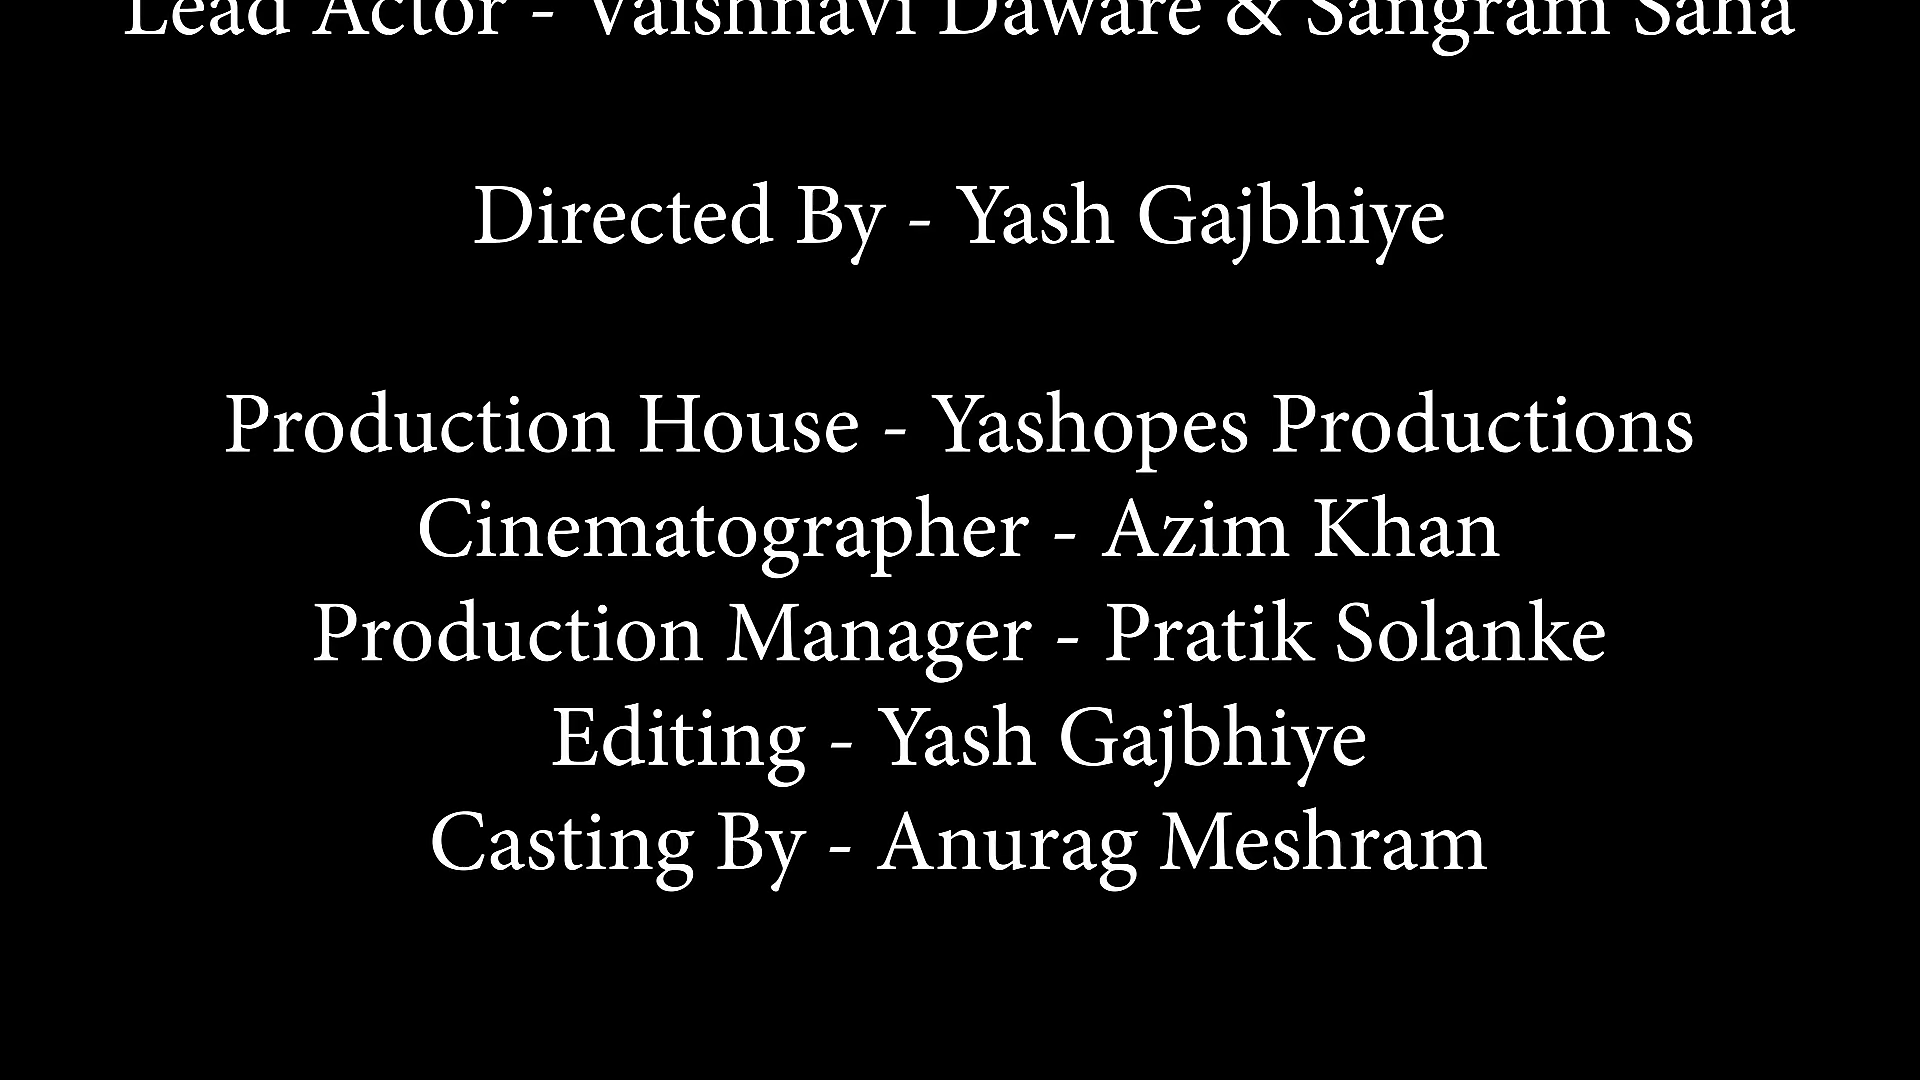 Lead Actor - Vaishnavi Daware & Sangram Saha
Directed By - Yash Gajbhiye
Production House - Yashopes Productions
Cinematographer - Azim Khan
Production Manager - Pratik Solanke
Editing - Yash Gajbhiye
Casting By - Anurag Meshram